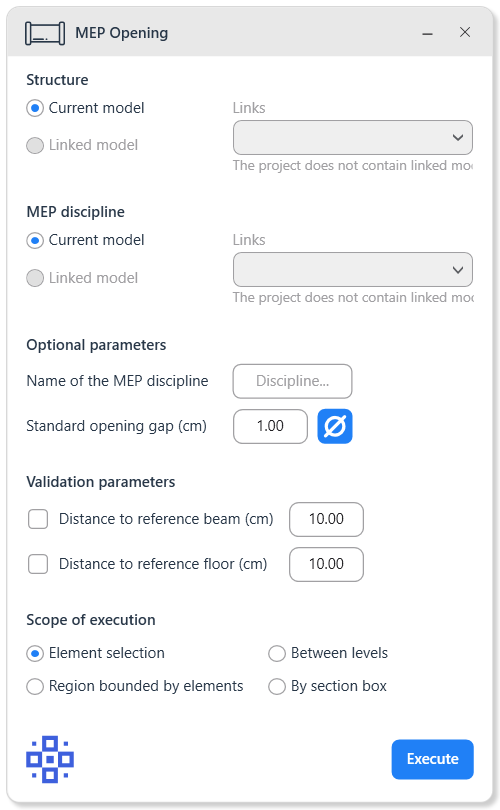 MEP Opening
Structure
Current model
Links
Linked model
The project does not contain linked mo
MEP discipline
Current model
Links
Linked model
The project does not contain linked mo
Optional parameters
Name of the MEP discipline Discipline...
Standard opening gap (cm) 1.00
Validation parameters
Distance to reference beam (cm) 10.00
Distance to reference floor (cm) 10.00
Scope of execution
Element selection Between levels
Region bounded by elements By section box
Execute